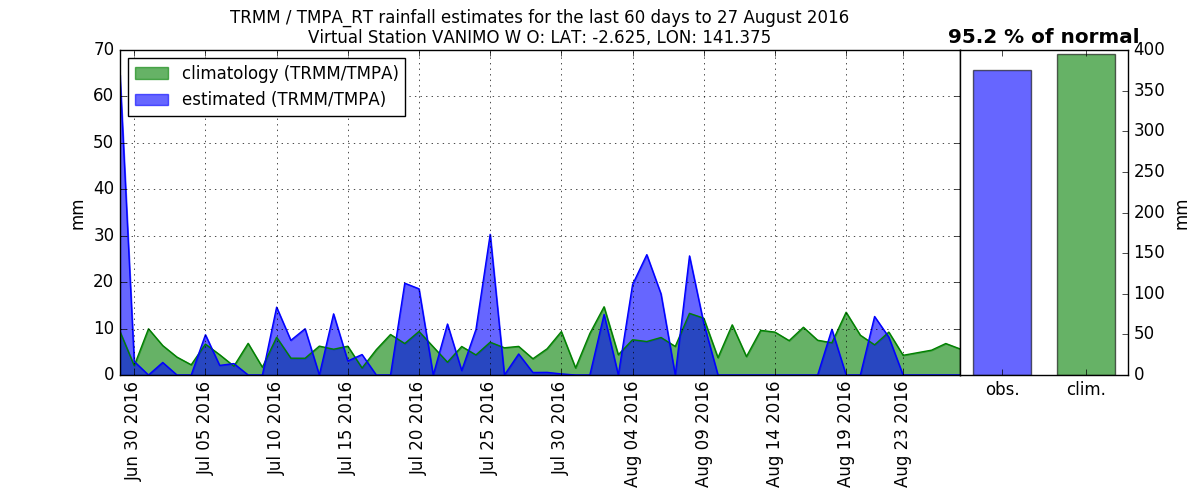 TRMM / TMPA_RT rainfall estimates for the last 60 days to 27 August 2016
Virtual Station VANIMO W O: LAT: -2.625, LON: 141.375
95.2 % of normal
climatology (TRMM/TMPA)
estimated (TRMM/TMPA)
mm
70
60
50
40
30
20
10
0
Jun 30 2016
Jul 05 2016
Jul 10 2016
Jul 15 2016
Jul 20 2016
Jul 25 2016
Jul 30 2016
Aug 04 2016
Aug 09 2016
Aug 14 2016
Aug 19 2016
Aug 23 2016
obs.
clim.
400
350
300
250
200
150
100
50
0
mm